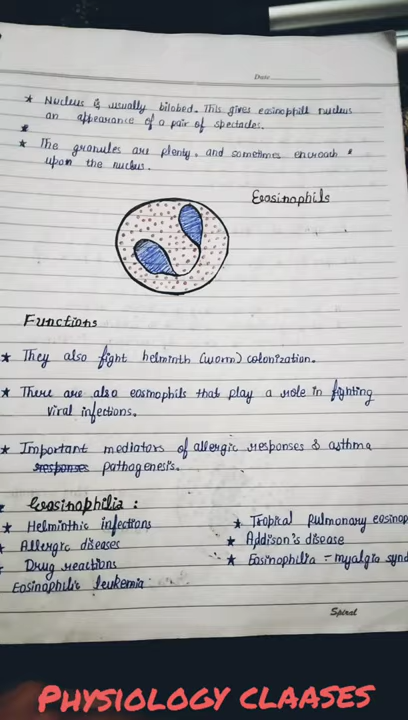 Date
★ Nucleus is usually bilobed. This gives eosinophill nucleus
an appearance of a pair of spectacles.
★
★ The granules are plenty, and sometimes encroach
upon the nucleus.
Eosinophils
Functions
★ They also fight helminth (worm) colonization.
★ There are also eosinophils that play a role in fighting
viral infections.
★ Important mediators of allergic responses & asthma
responses pathogenesis.
Eosinophilia :
★ Helminthic infections
★ Allergic diseases
Drug reactions
Eosinophilic leukemia
★ Tropical pulmonary eosinop
★ Addison's disease
★ Eosinophilia - myalgia synd
Spiral
PHYSIOLOGY CLAASES